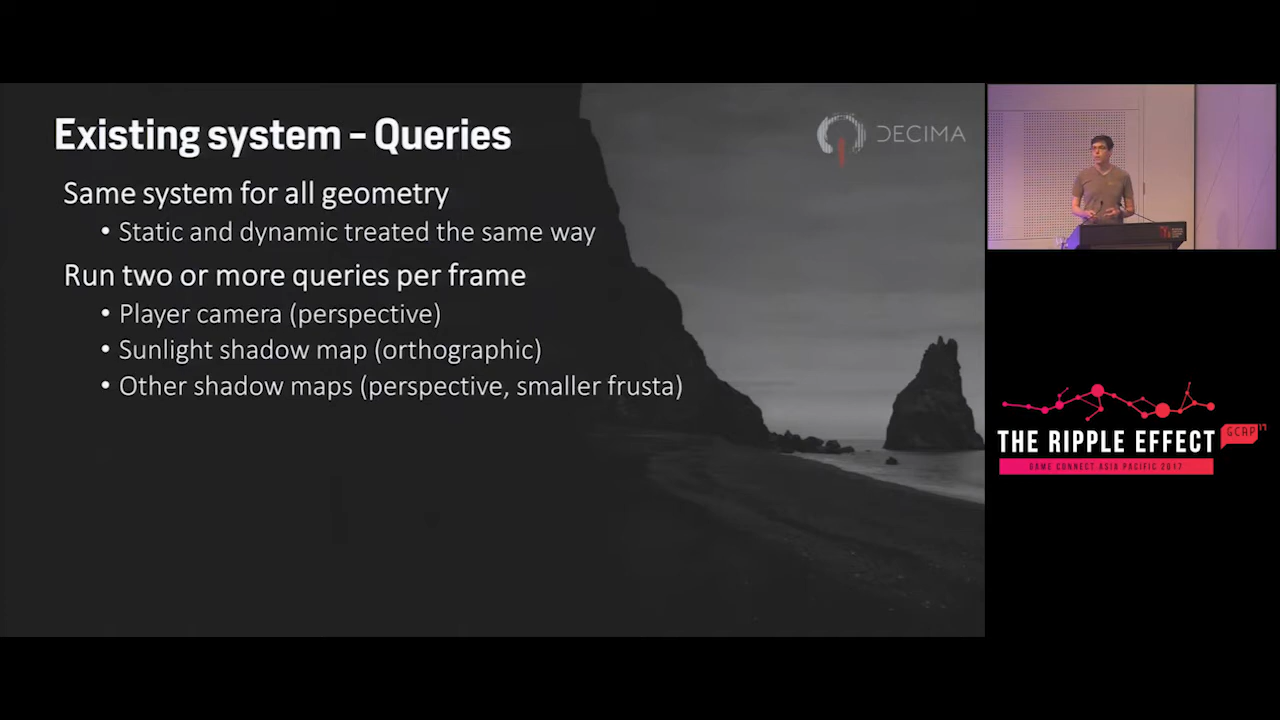 Existing system – Queries
DECIMA
Same system for all geometry
• Static and dynamic treated the same way
Run two or more queries per frame
• Player camera (perspective)
• Sunlight shadow map (orthographic)
• Other shadow maps (perspective, smaller frusta)
THE RIPPLE EFFECT
GCAP 17
GAME CONNECT ASIA PACIFIC 2017